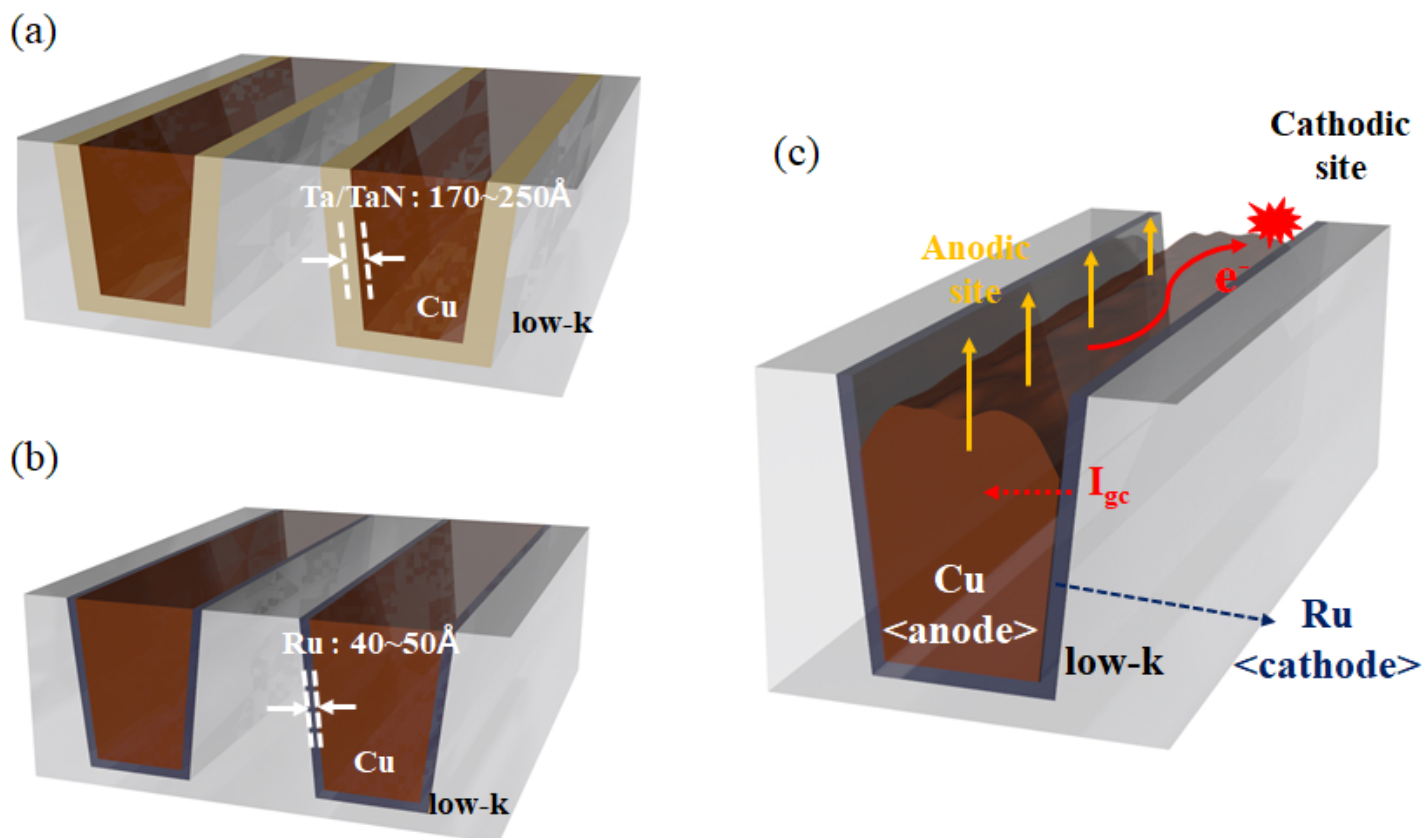 (a)
Ta/TaN : 170~250Å
Cu
low-k
(b)
Ru : 40~50Å
Cu
low-k
(c)
Cathodic
site
Anodic
site
e-
Igc
Cu
<anode>
low-k
Ru
<cathode>